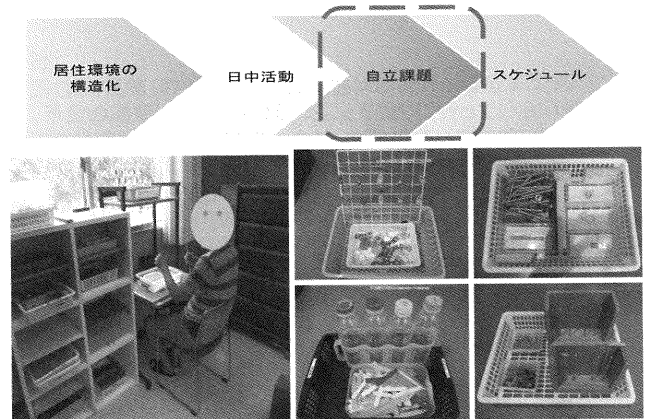 居住環境の
構造化
日中活動
自立課題
スケジュール